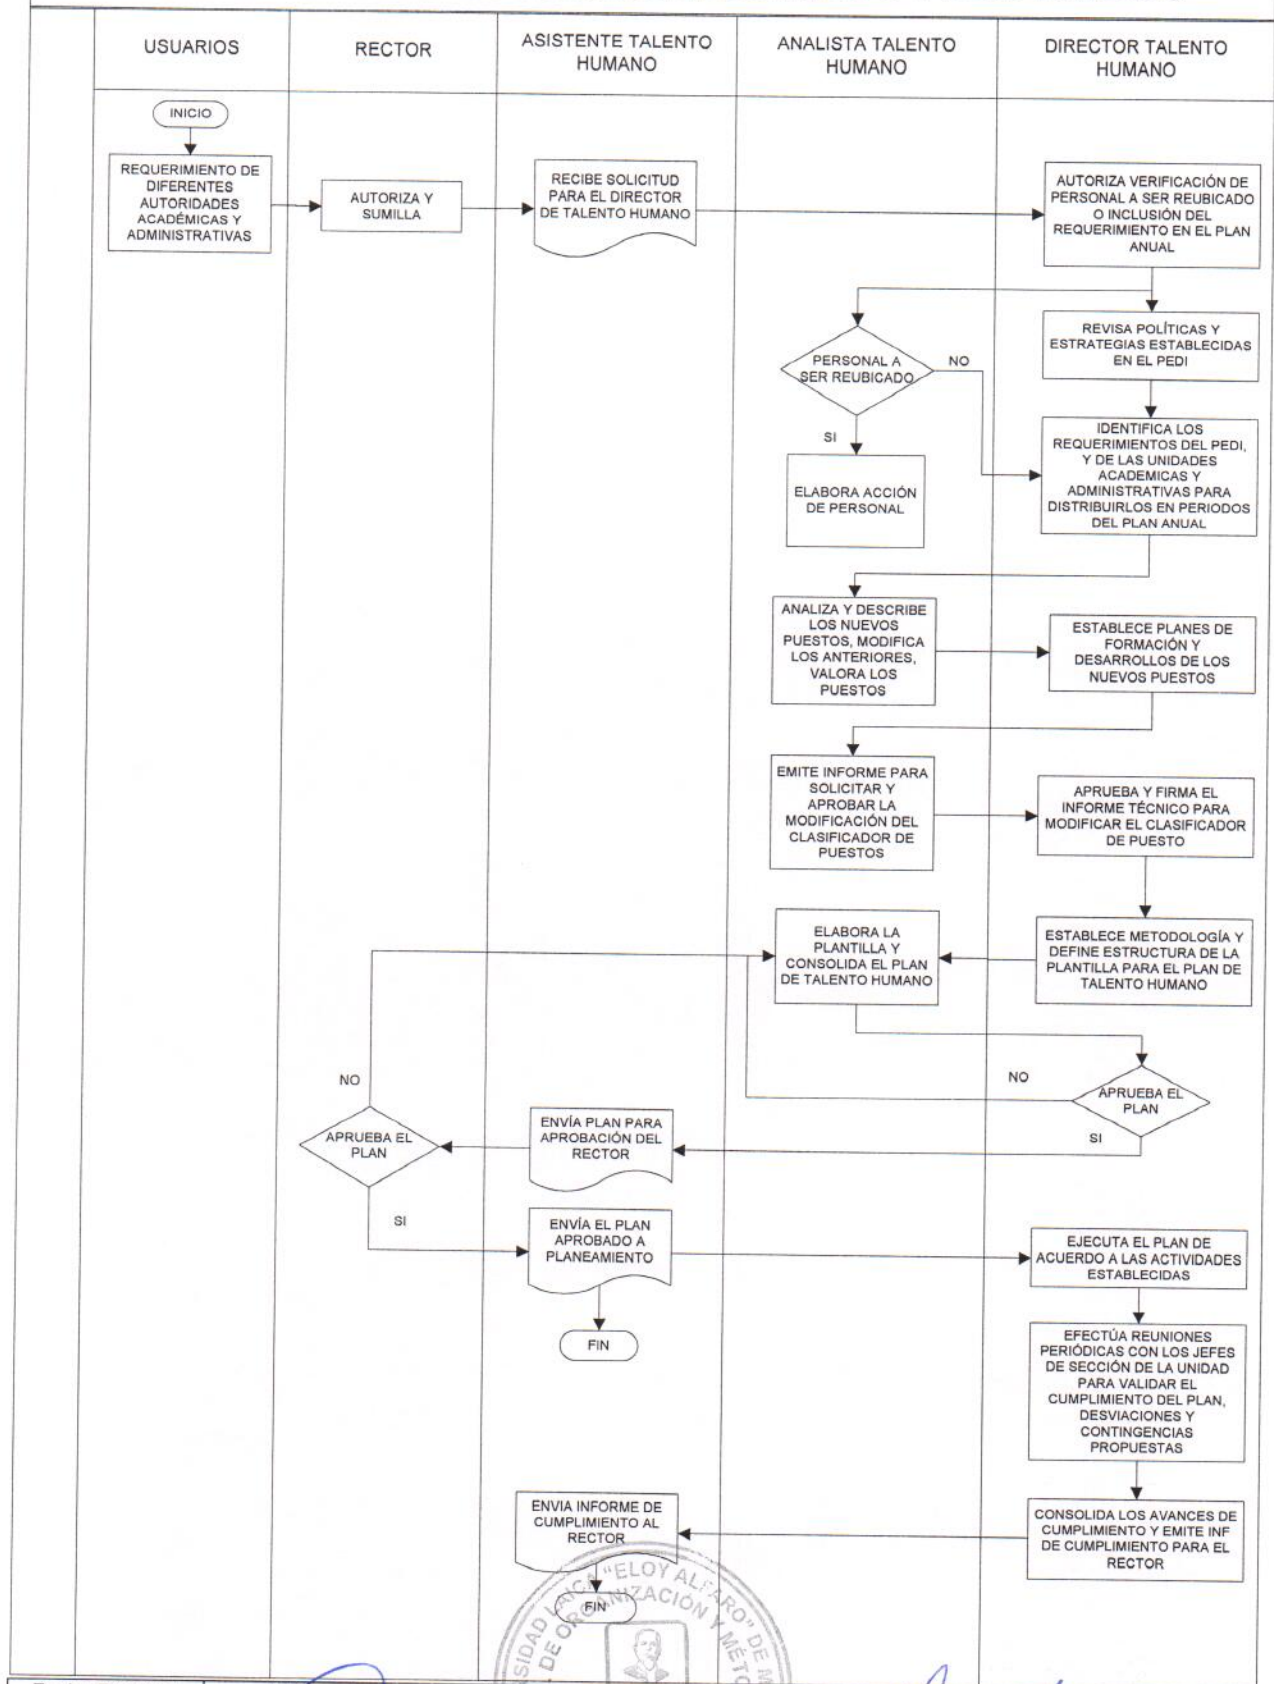 USUARIOS
RECTOR
ASISTENTE TALENTO
HUMANO
ANALISTA TALENTO
HUMANO
DIRECTOR TALENTO
HUMANO
INICIO
REQUERIMIENTO DE
DIFERENTES
AUTORIDADES
ACADÉMICAS Y
ADMINISTRATIVAS
AUTORIZA Y
SUMILLA
RECIBE SOLICITUD
PARA EL DIRECTOR
DE TALENTO HUMANO
AUTORIZA VERIFICACIÓN DE
PERSONAL A SER REUBICADO
O INCLUSIÓN DEL
REQUERIMIENTO EN EL PLAN
ANUAL
REVISA POLÍTICAS Y
ESTRATEGIAS ESTABLECIDAS
EN EL PEDI
PERSONAL A
SER REUBICADO
NO
SI
ELABORA ACCIÓN
DE PERSONAL
IDENTIFICA LOS
REQUERIMIENTOS DEL PEDI,
Y DE LAS UNIDADES
ACADEMICAS Y
ADMINISTRATIVAS PARA
DISTRIBUIRLOS EN PERIODOS
DEL PLAN ANUAL
ANALIZA Y DESCRIBE
LOS NUEVOS
PUESTOS, MODIFICA
LOS ANTERIORES,
VALORA LOS
PUESTOS
ESTABLECE PLANES DE
FORMACIÓN Y
DESARROLLOS DE LOS
NUEVOS PUESTOS
EMITE INFORME PARA
SOLICITAR Y
APROBAR LA
MODIFICACIÓN DEL
CLASIFICADOR DE
PUESTOS
APRUEBA Y FIRMA EL
INFORME TÉCNICO PARA
MODIFICAR EL CLASIFICADOR
DE PUESTO
ELABORA LA
PLANTILLA Y
CONSOLIDA EL PLAN
DE TALENTO HUMANO
ESTABLECE METODOLOGÍA Y
DEFINE ESTRUCTURA DE LA
PLANTILLA PARA EL PLAN DE
TALENTO HUMANO
NO
NO
APRUEBA EL
PLAN
SI
ENVÍA PLAN PARA
APROBACIÓN DEL
RECTOR
APRUEBA EL
PLAN
SI
ENVÍA EL PLAN
APROBADO A
PLANEAMIENTO
FIN
EJECUTA EL PLAN DE
ACUERDO A LAS ACTIVIDADES
ESTABLECIDAS
EFECTÚA REUNIONES
PERIÓDICAS CON LOS JEFES
DE SECCIÓN DE LA UNIDAD
PARA VALIDAR EL
CUMPLIMIENTO DEL PLAN,
DESVIACIONES Y
CONTINGENCIAS
PROPUESTAS
CONSOLIDA LOS AVANCES DE
CUMPLIMIENTO Y EMITE INF
DE CUMPLIMIENTO PARA EL
RECTOR
ENVIA INFORME DE
CUMPLIMIENTO AL
RECTOR
FIN
LAICA "ELOY ALFARO" DE
DE ORGANIZACIÓN Y